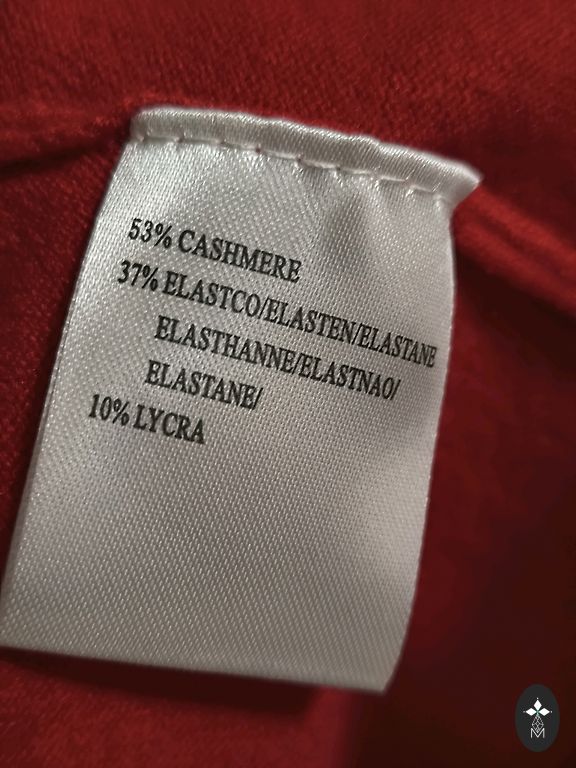 53% CASHMERE
37% ELASTCO/ELASTEN/ELASTANE
ELASTHANNE/ELASTNAO/
ELASTANE/
10% LYCRA
M